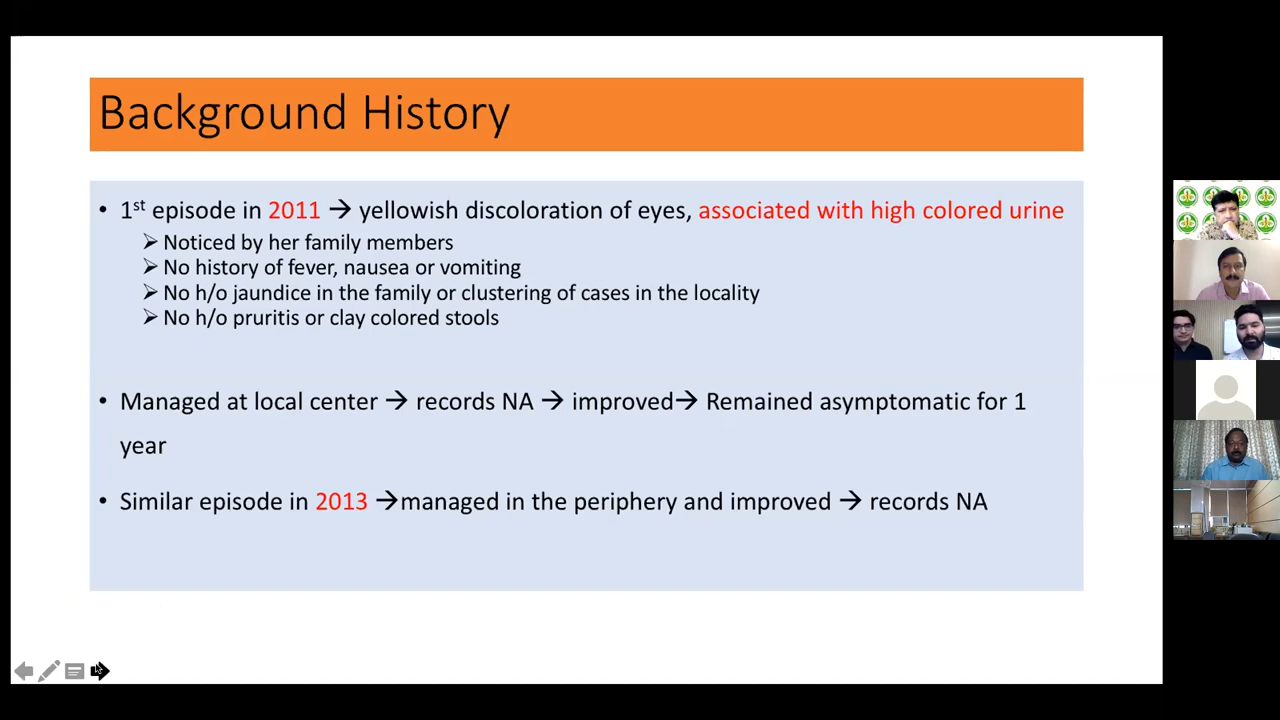 Background History
• 1st episode in 2011 → yellowish discoloration of eyes, associated with high colored urine
➢ Noticed by her family members
➢ No history of fever, nausea or vomiting
➢ No h/o jaundice in the family or clustering of cases in the locality
➢ No h/o pruritis or clay colored stools
• Managed at local center → records NA → improved→ Remained asymptomatic for 1
year
• Similar episode in 2013 →managed in the periphery and improved → records NA